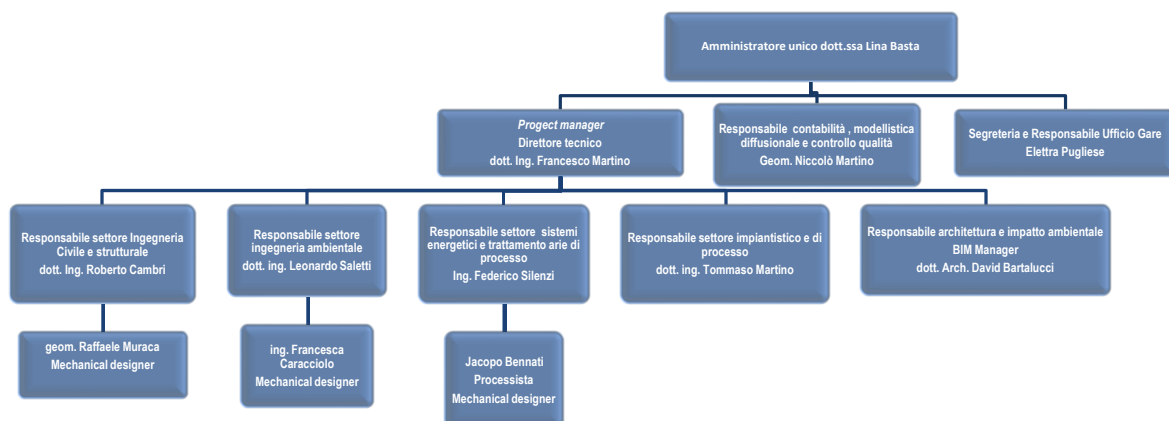 Amministratore unico dott.ssa Lina Basta
Progect manager
Direttore tecnico
dott. Ing. Francesco Martino
Responsabile contabilità , modellistica
diffusionale e controllo qualità
Geom. Niccolò Martino
Segreteria e Responsabile Ufficio Gare
Elettra Pugliese
Responsabile settore Ingegneria
Civile e strutturale
dott. Ing. Roberto Cambri
Responsabile settore
ingegneria ambientale
dott. ing. Leonardo Saletti
Responsabile settore sistemi
energetici e trattamento arie di
processo
Ing. Federico Silenzi
Responsabile settore impiantistico e di
processo
dott. ing. Tommaso Martino
Responsabile architettura e impatto ambientale
BIM Manager
dott. Arch. David Bartalucci
geom. Raffaele Muraca
Mechanical designer
ing. Francesca
Caracciolo
Mechanical designer
Jacopo Bennati
Processista
Mechanical designer